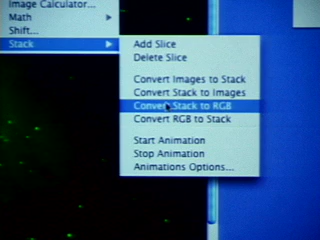 Image Calculator...
Math
Shift...
Stack
Add Slice
Delete Slice
Convert Images to Stack
Convert Stack to Images
Convert Stack to RGB
Convert RGB to Stack
Start Animation
Stop Animation
Animations Options...